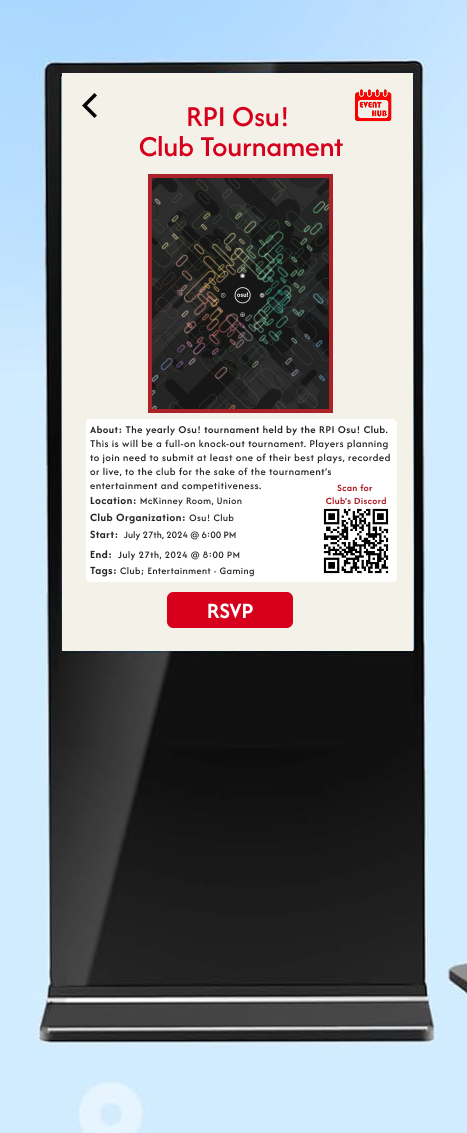 EVENT
HUB
RPI Osu!
Club Tournament
osu!
About: The yearly Osu! tournament held by the RPI Osu! Club.
This is will be a full-on knock-out tournament. Players planning
to join need to submit at least one of their best plays, recorded
or live, to the club for the sake of the tournament’s
entertainment and competitiveness.
Location: McKinney Room, Union
Club Organization: Osu! Club
Start: July 27th, 2024 @ 6:00 PM
End: July 27th, 2024 @ 8:00 PM
Tags: Club; Entertainment - Gaming
Scan for
Club's Discord
RSVP